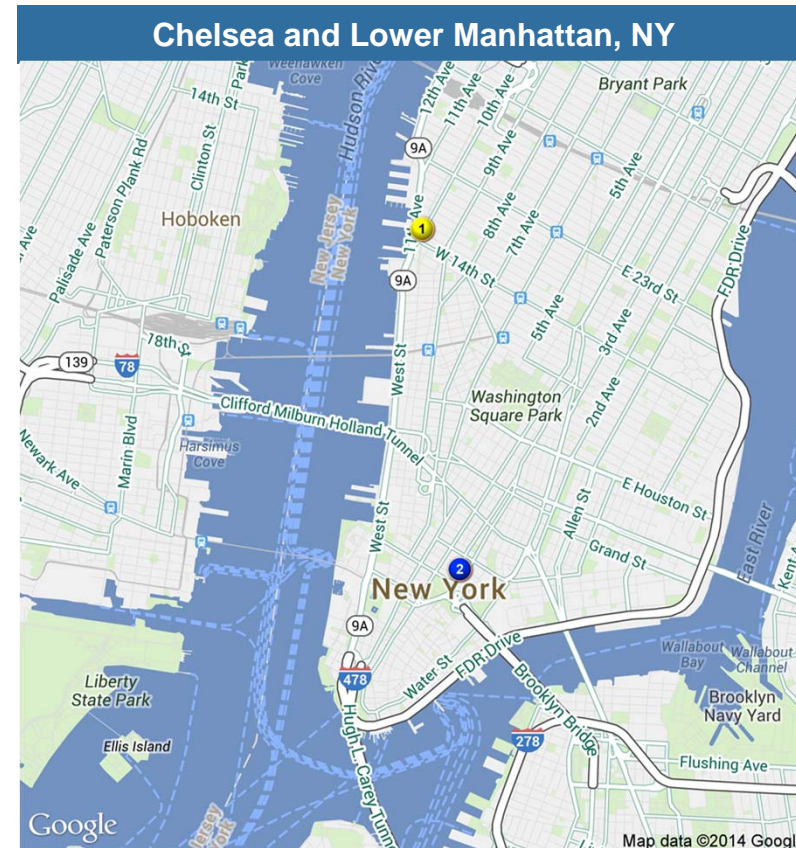 Chelsea and Lower Manhattan, NY
Weehawken
Cove
Park
14th St
Clinton St
Paterson Plank Rd
Palisade Ave
Ave
Hoboken
Hudson River
New Jersey
New York
12th Ave
11th Ave
10th Ave
9th Ave
8th Ave
7th Ave
5th Ave
Bryant Park
9A
1
9A
W 14th St
E 23rd St
FDR Drive
5th Ave
3rd Ave
2nd Ave
18th St
139
78
West St
Washington
Square Park
Clifford Milburn Holland Tunnel
Harsimus
Cove
Marin Blvd
Newark Ave
E Houston St
Allen St
Grand St
East River
Kent A
West St
2
New York
9A
Water St
FDR Drive
Brooklyn Bridge
478
Hugh L. Carey Tunne
278
Wallabout
Bay
Wallabout
Channel
Brooklyn
Navy Yard
Flushing Ave
Liberty
State Park
Ellis Island
Jersey
York
Google
Map data ©2014 Googl